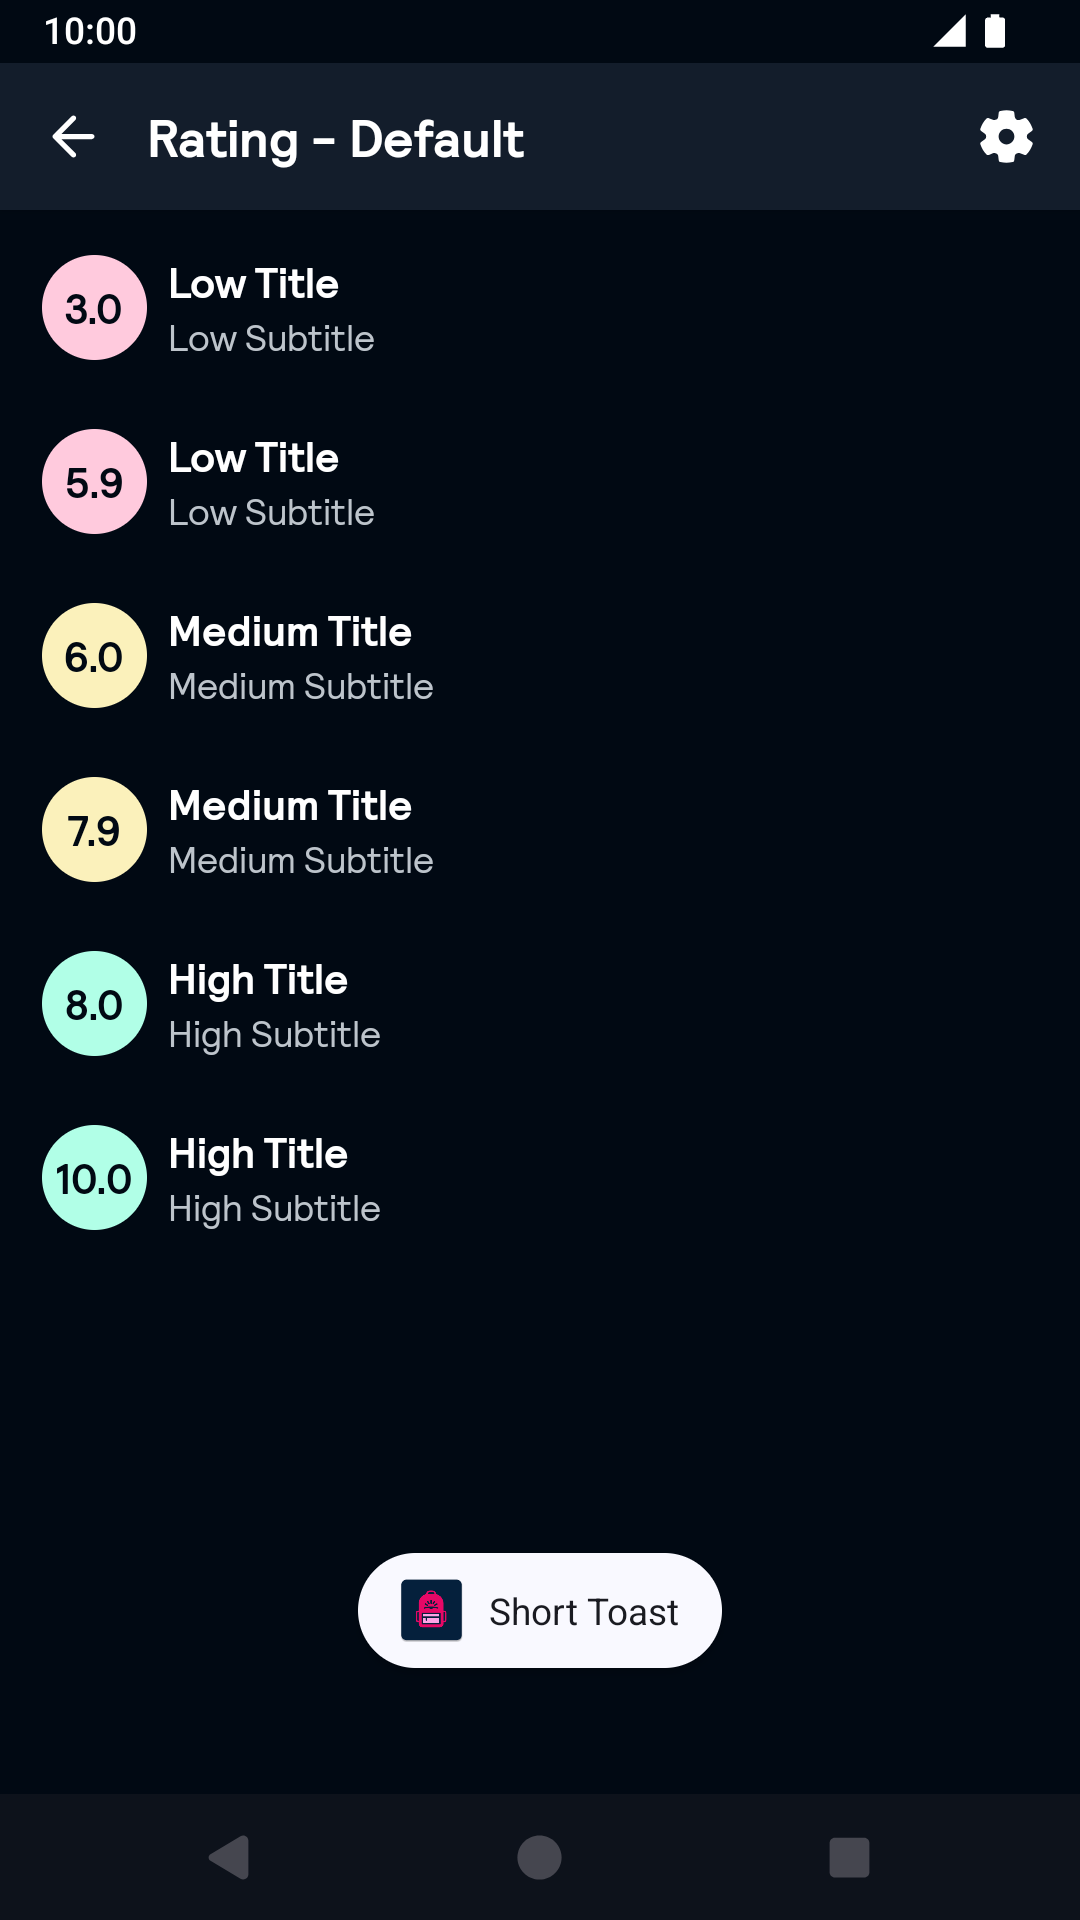 10:00
Rating – Default
3.0
Low Title
Low Subtitle
5.9
Low Title
Low Subtitle
6.0
Medium Title
Medium Subtitle
7.9
Medium Title
Medium Subtitle
8.0
High Title
High Subtitle
10.0
High Title
High Subtitle
Short Toast